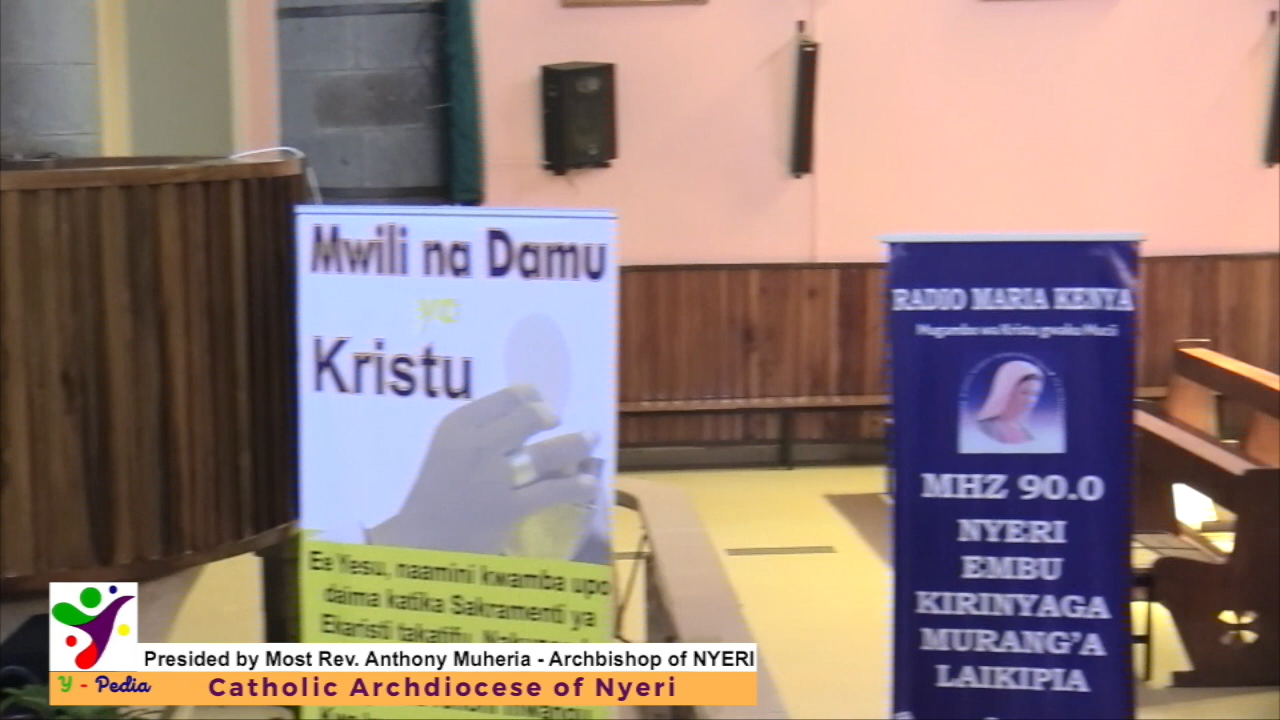 Mwili na Damu
ya
Kristu
Ee Yesu, naamini kwamba upo
daima katika Sakramenti ya
Ekaristi takatifu.
RADIO MARIA KENYA
MHZ 90.0
NYERI
EMBU
KIRINYAGA
MURANG'A
LAIKIPIA
Presided by Most Rev. Anthony Muheria - Archbishop of NYERI
Y - Pedia
Catholic Archdiocese of Nyeri